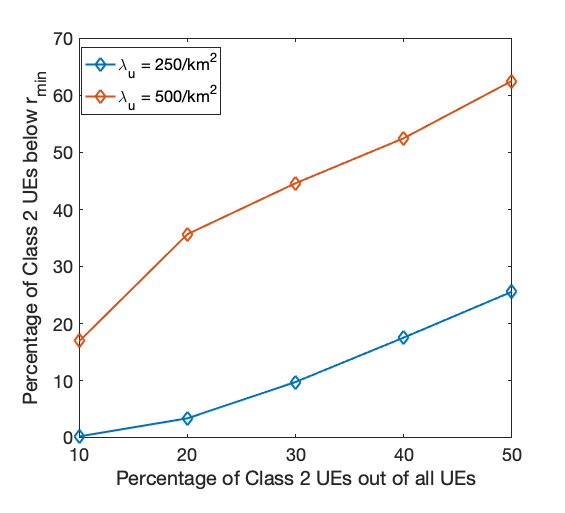 λu = 250/km2
λu = 500/km2
Percentage of Class 2 UEs below rmin
70
60
50
40
30
20
10
0
10 20 30 40 50
Percentage of Class 2 UEs out of all UEs